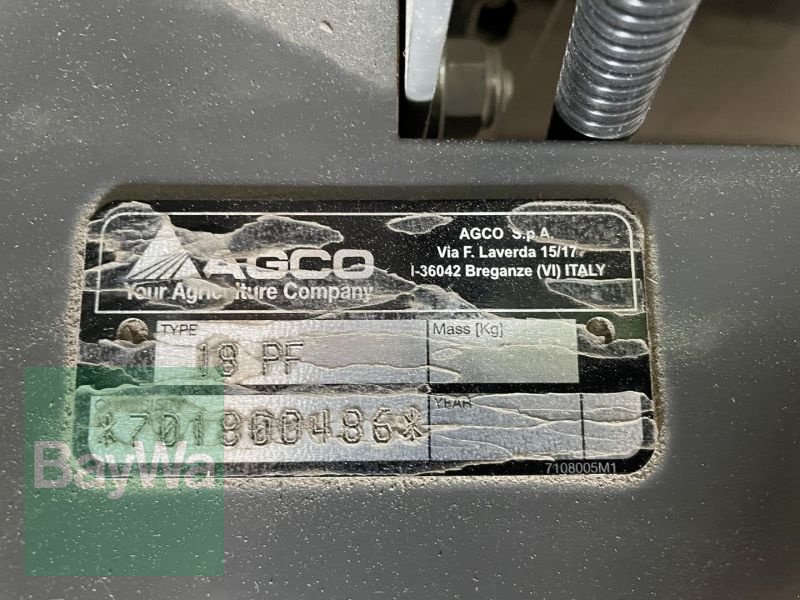 AGCO
Your Agriculture Company
AGCO S.p.A.
Via F. Laverda 15/17
I-36042 Breganze (VI) ITALY
TYPE
18 PF
Mass [Kg]
*701800486*
YEAR
7108005M1
BayWa